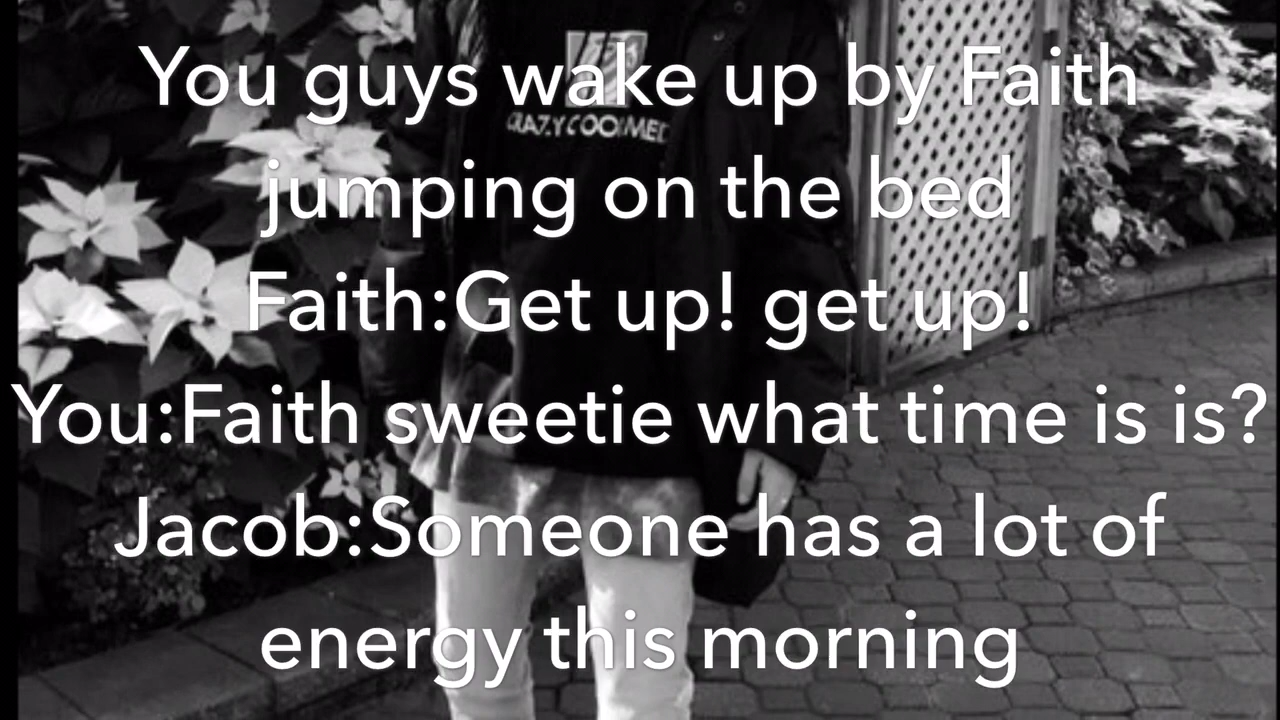 You guys wake up by Faith
jumping on the bed
Faith:Get up! get up!
You:Faith sweetie what time is is?
Jacob:Someone has a lot of
energy this morning